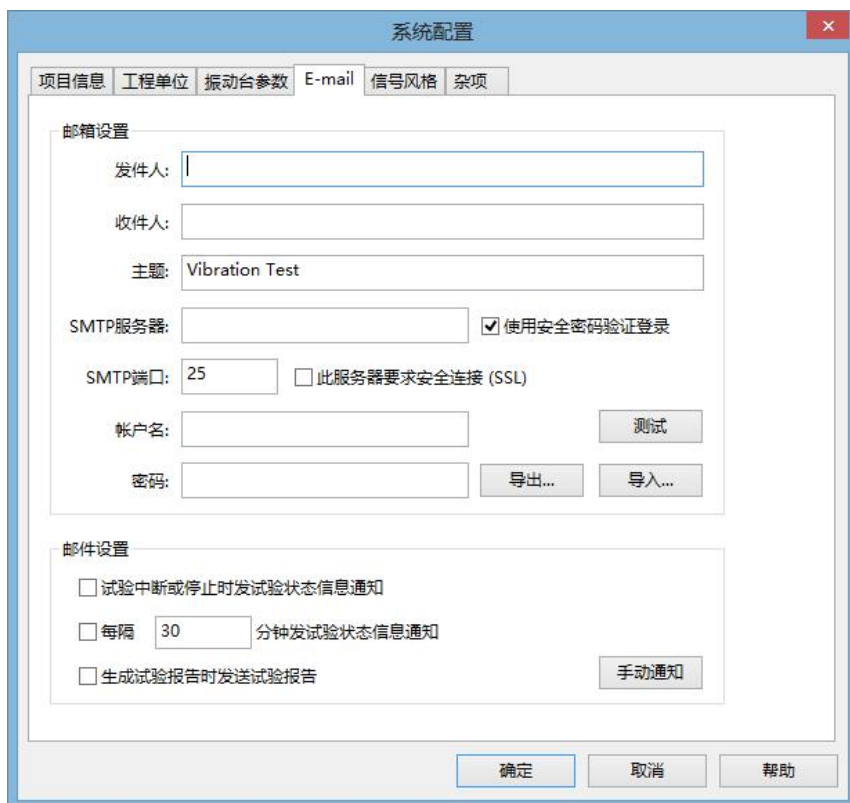 系统配置
项目信息 工程单位 振动台参数 E-mail 信号风格 杂项
邮箱设置
发件人:
收件人:
主题: Vibration Test
SMTP服务器: 使用安全密码验证登录
SMTP端口: 25 此服务器要求安全连接 (SSL)
帐户名: 测试
密码: 导出... 导入...
邮件设置
试验中断或停止时发试验状态信息通知
每隔 30 分钟发试验状态信息通知
生成试验报告时发送试验报告 手动通知
确定 取消 帮助